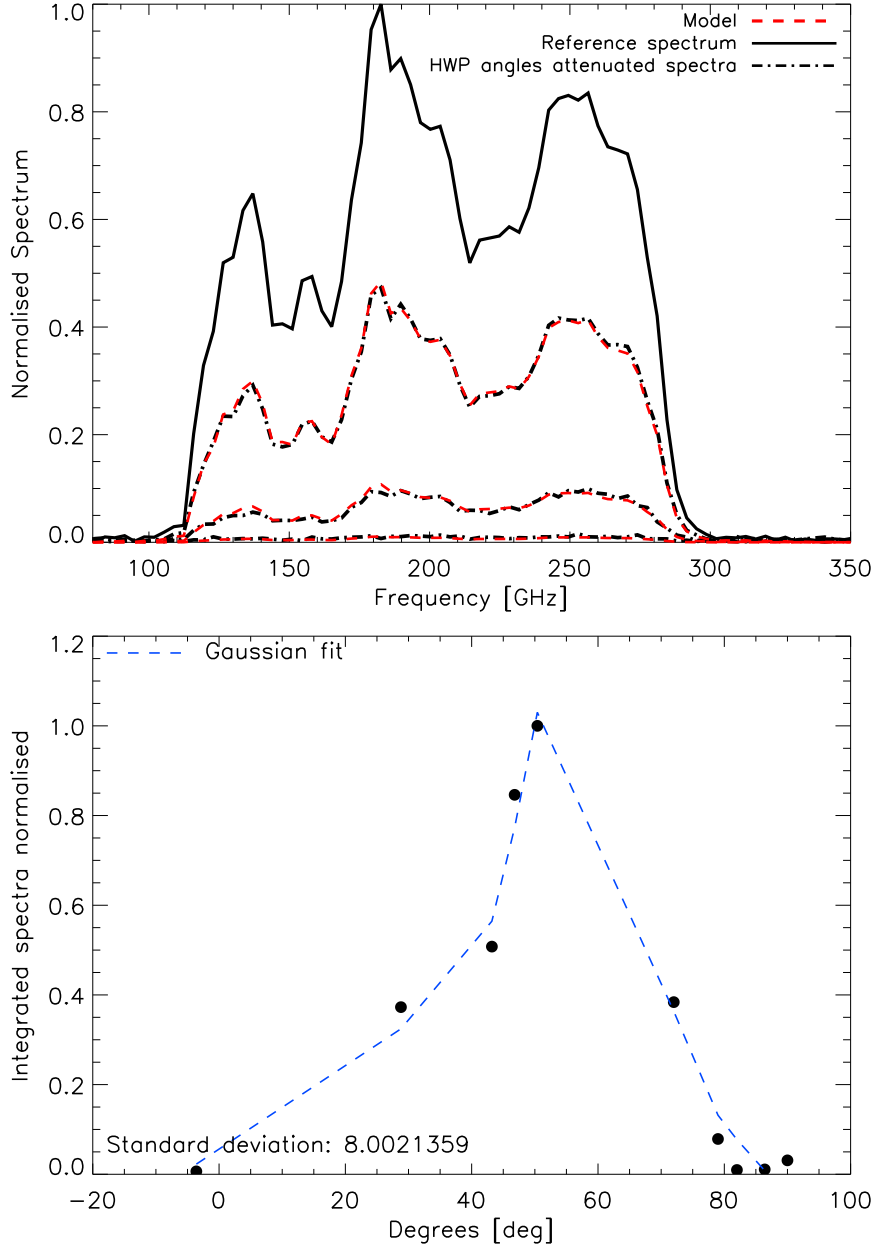 Model
Reference spectrum
HWP angles attenuated spectra
1.0
0.8
0.6
0.4
0.2
0.0
Normalised Spectrum
100 150 200 250 300 350
Frequency [GHz]
Gaussian fit
1.2
1.0
0.8
0.6
0.4
0.2
0.0
Integrated spectra normalised
Standard deviation: 8.0021359
−20 0 20 40 60 80 100
Degrees [deg]